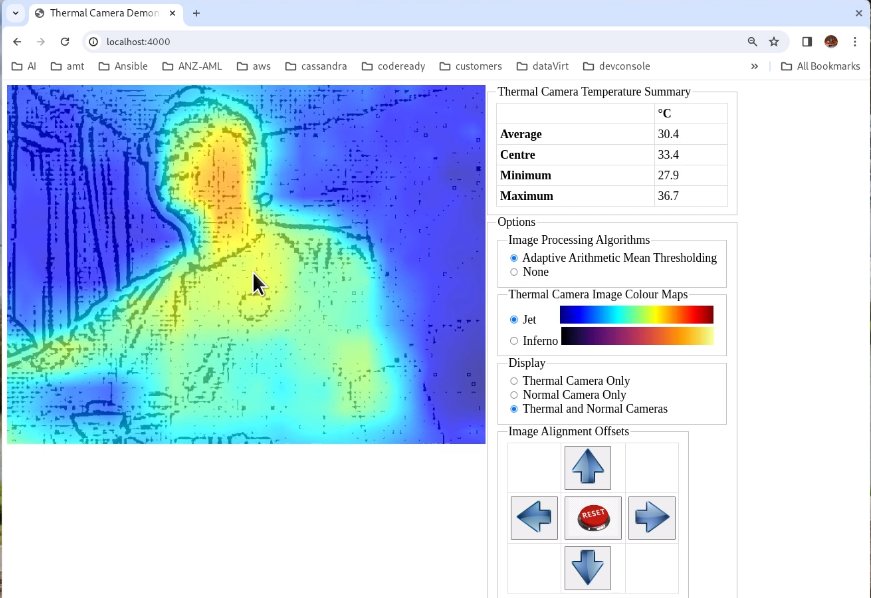 Thermal Camera Demon
localhost:4000
AI amt Ansible ANZ-AML aws cassandra codeready customers dataVirt devconsole » All Bookmarks
Thermal Camera Temperature Summary
°C
Average 30.4
Centre 33.4
Minimum 27.9
Maximum 36.7
Options
Image Processing Algorithms
Adaptive Arithmetic Mean Thresholding
None
Thermal Camera Image Colour Maps
Jet
Inferno
Display
Thermal Camera Only
Normal Camera Only
Thermal and Normal Cameras
Image Alignment Offsets
RESET